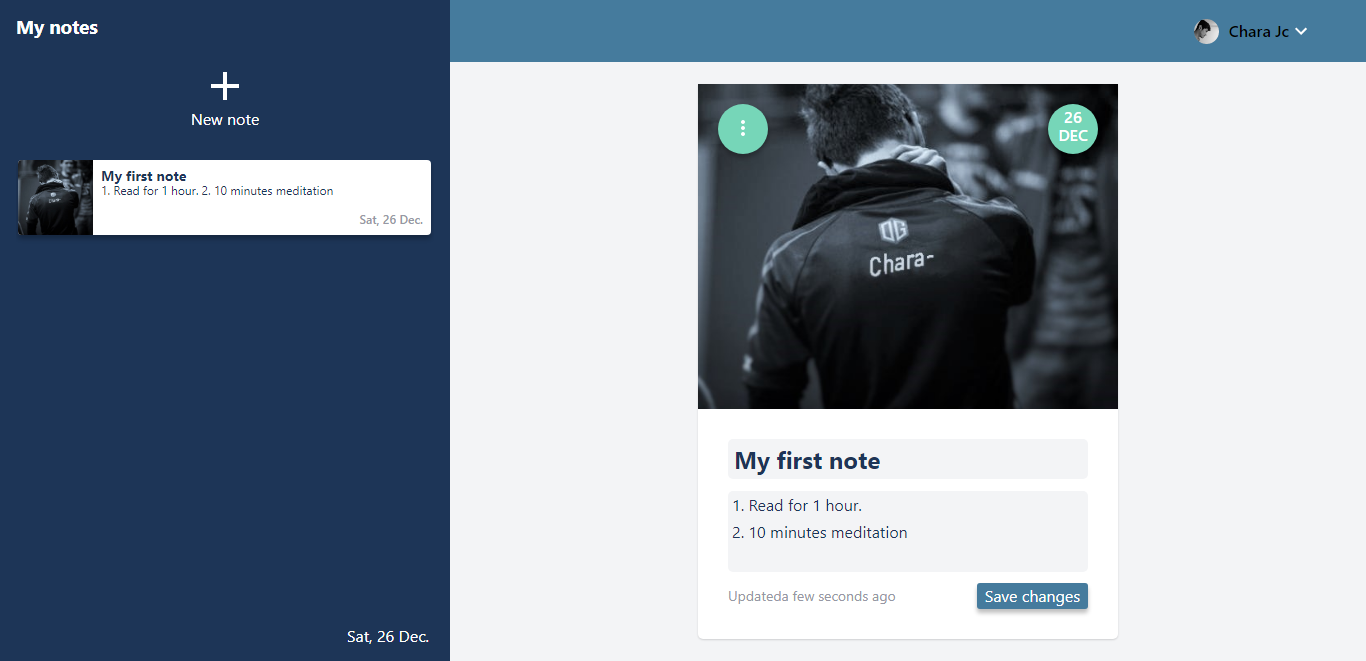 My notes
Chara Jc
New note
My first note
1. Read for 1 hour. 2. 10 minutes meditation
Sat, 26 Dec.
Sat, 26 Dec.
26
DEC
OG
Chara-
My first note
1. Read for 1 hour.
2. 10 minutes meditation
Updateda few seconds ago
Save changes